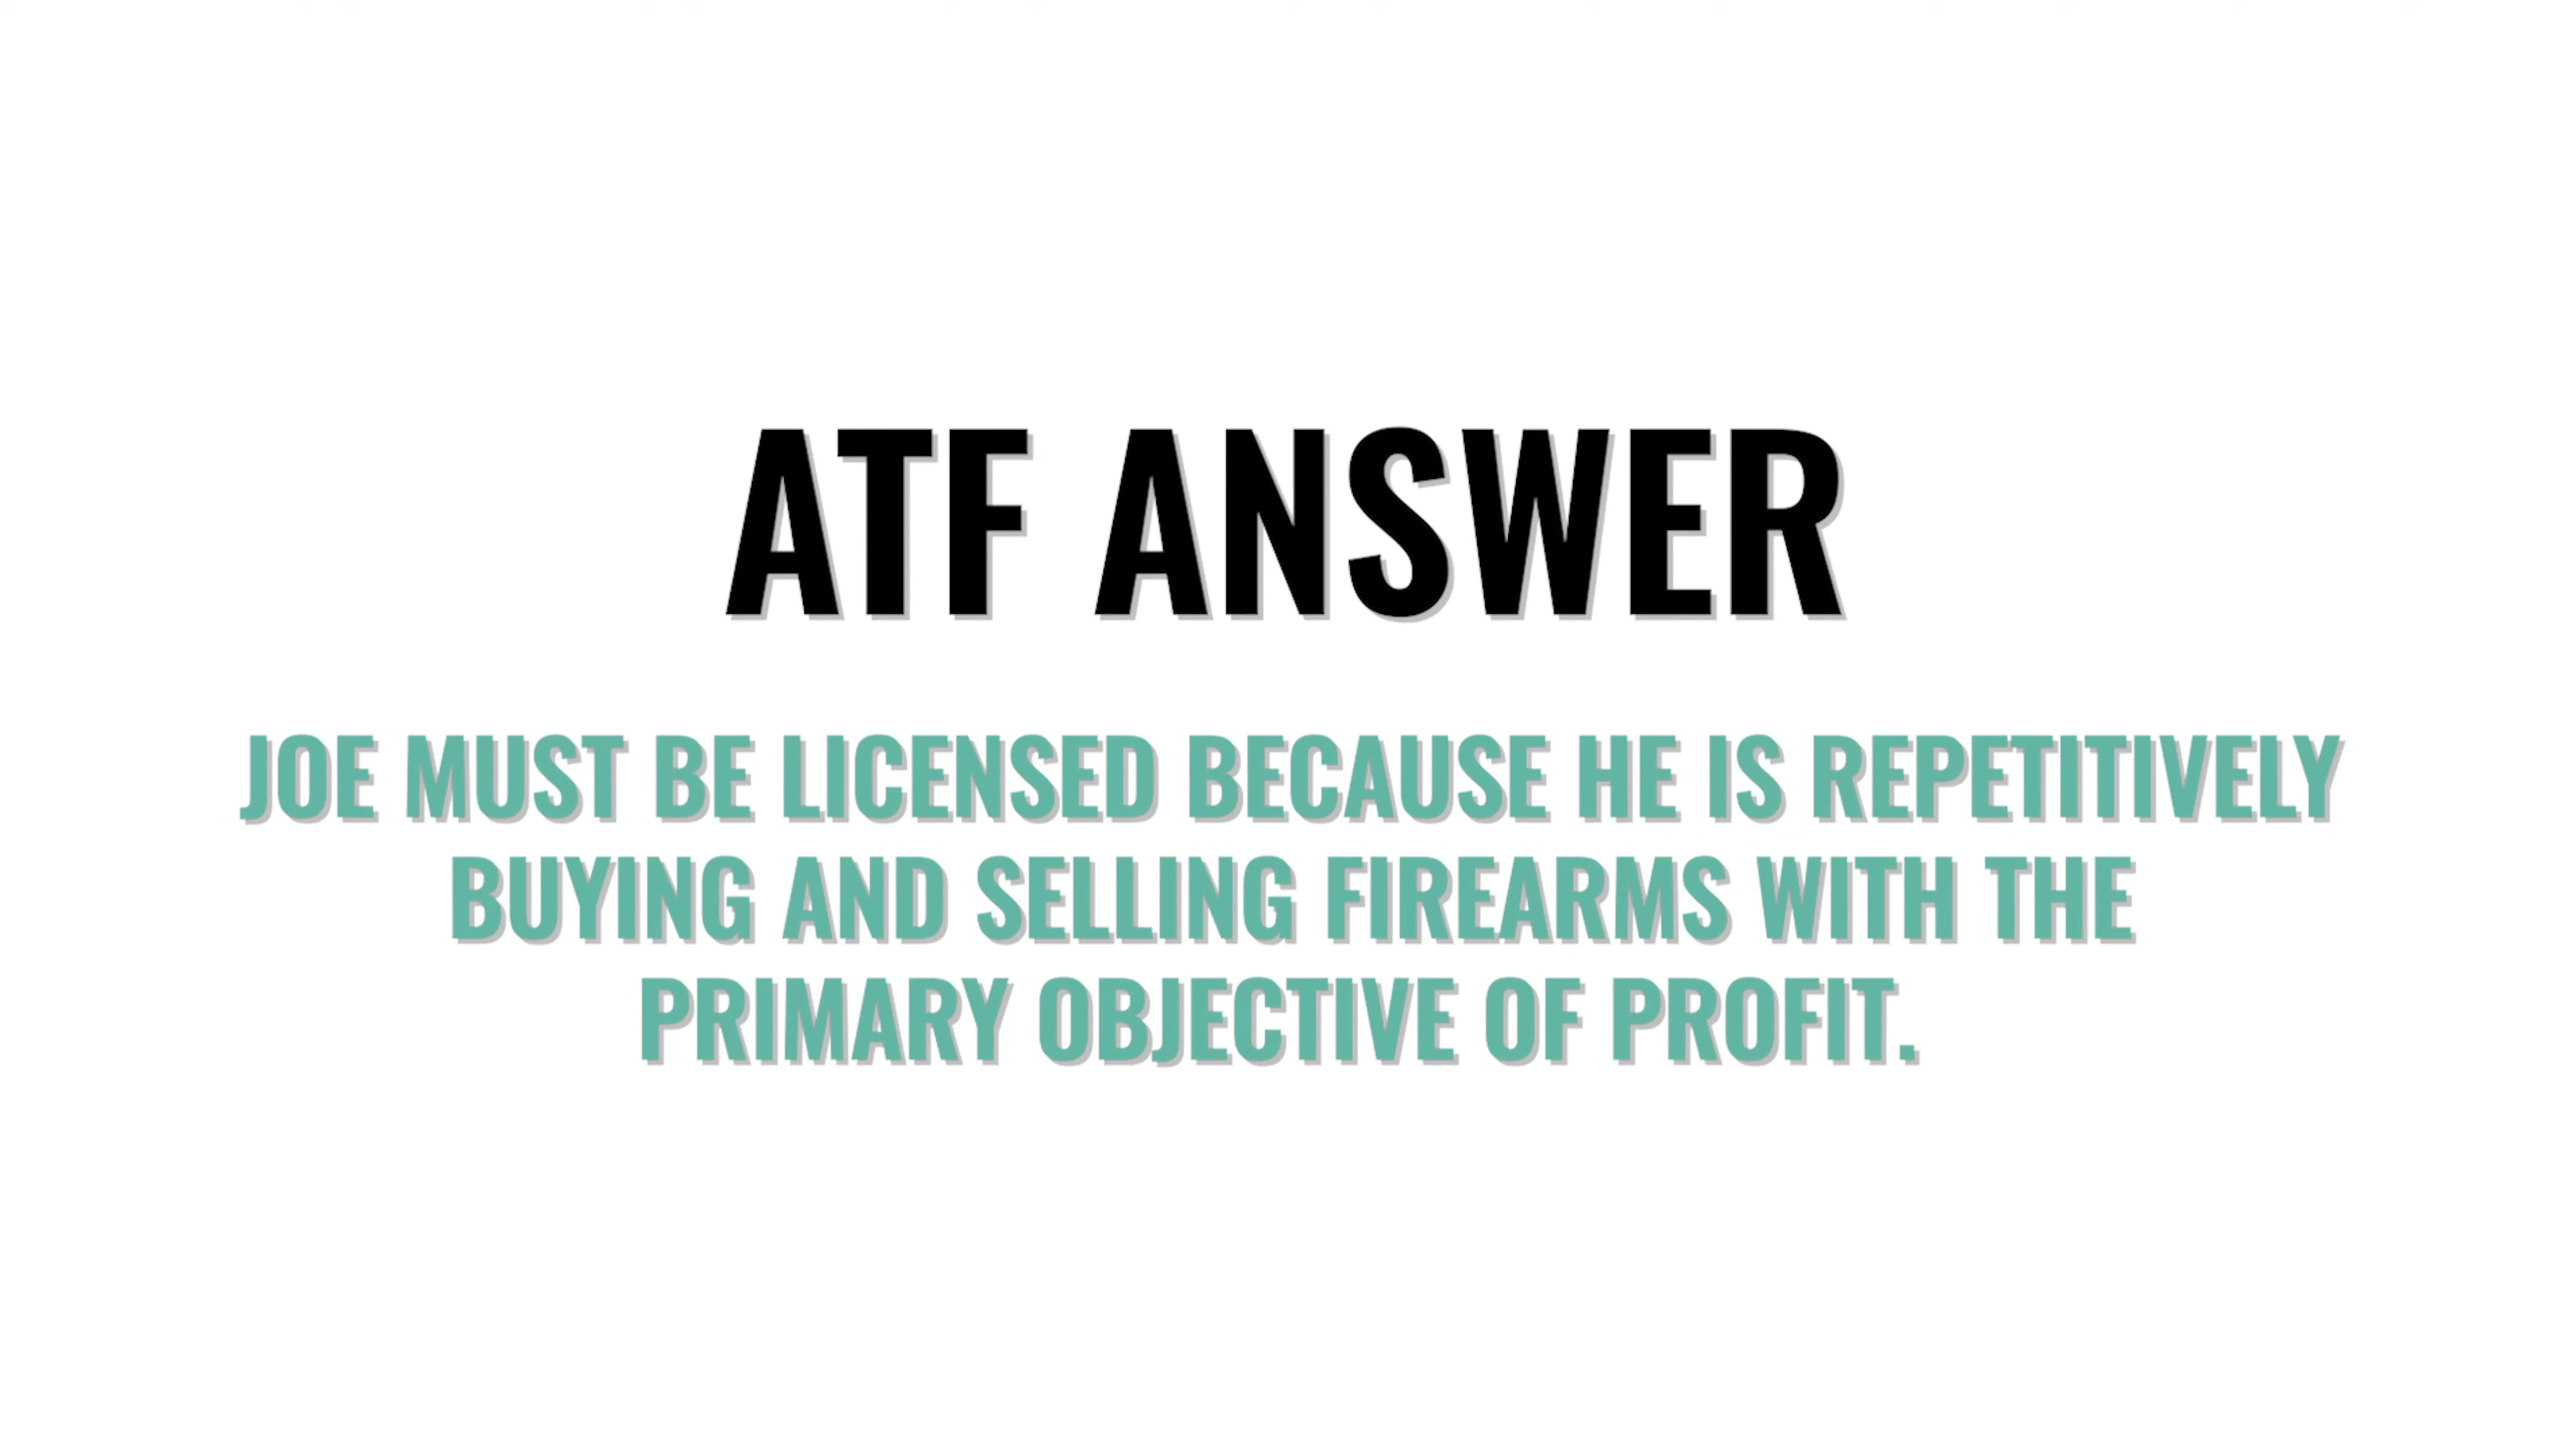 ATF ANSWER
JOE MUST BE LICENSED BECAUSE HE IS REPETITIVELY
BUYING AND SELLING FIREARMS WITH THE
PRIMARY OBJECTIVE OF PROFIT.